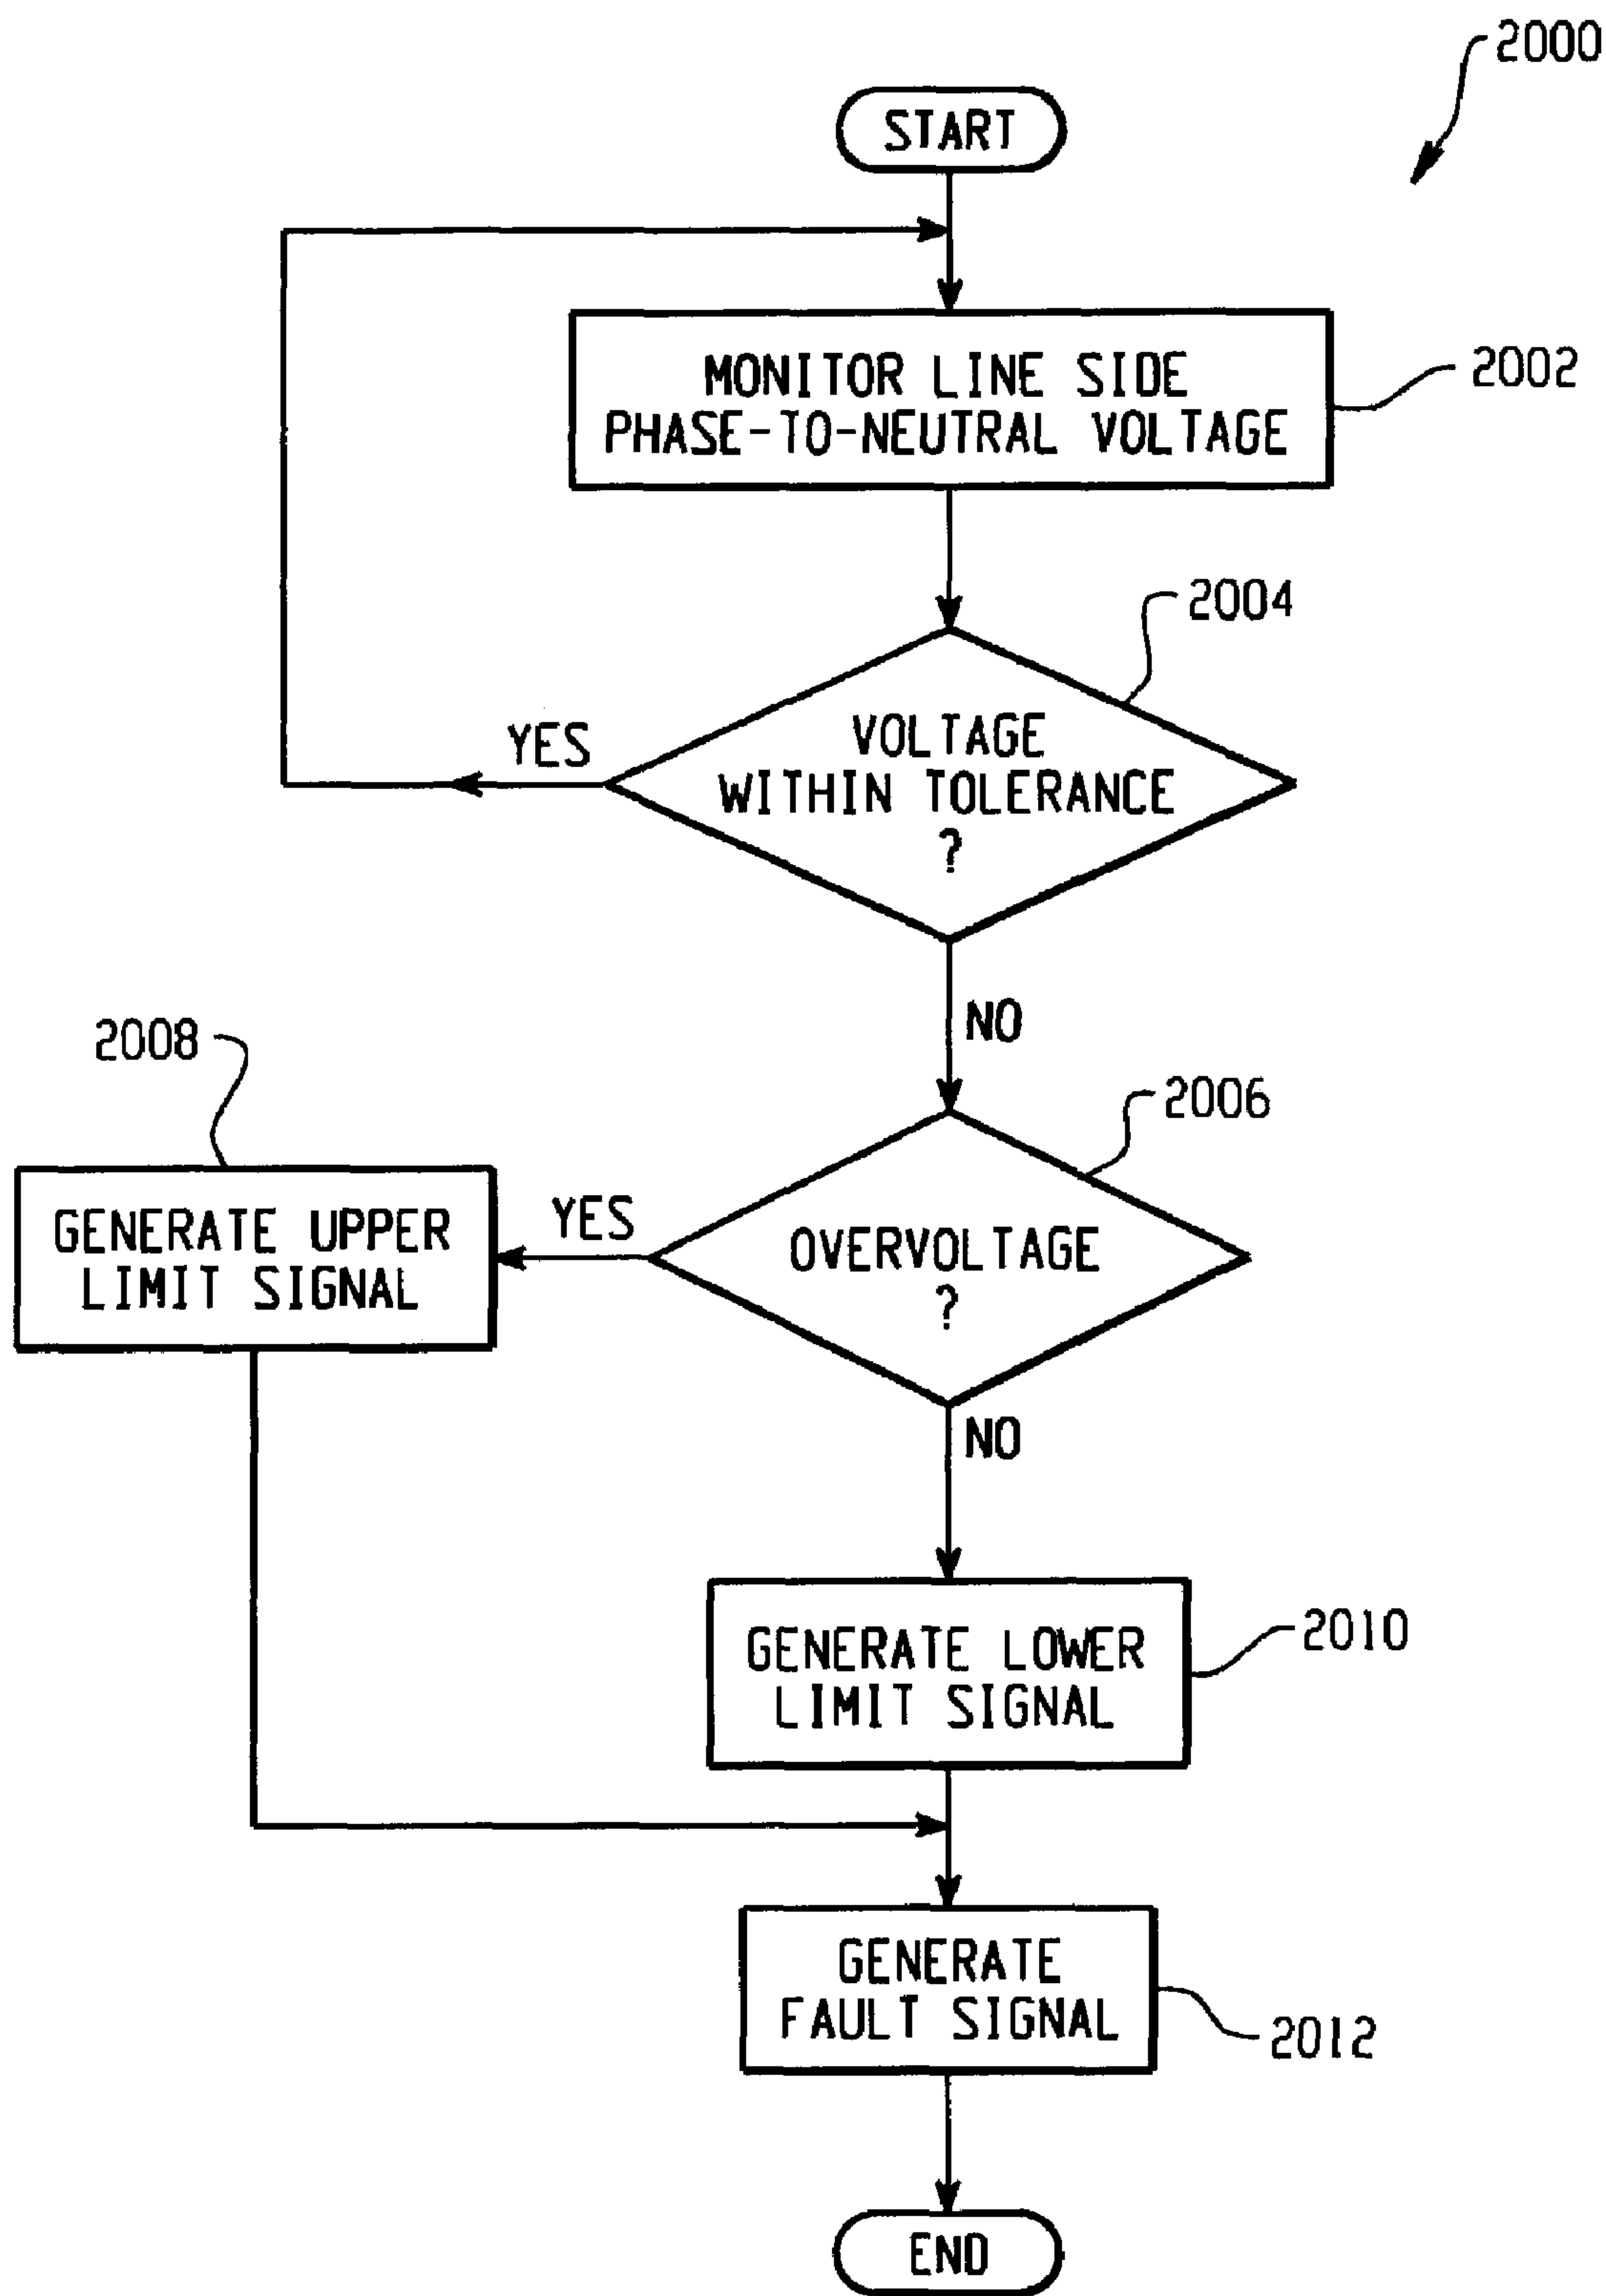 2000
START
MONITOR LINE SIDE
PHASE-TO-NEUTRAL VOLTAGE
2002
2004
YES
VOLTAGE
WITHIN TOLERANCE
?
NO
2008
2006
GENERATE UPPER
LIMIT SIGNAL
YES
OVERVOLTAGE
?
NO
GENERATE LOWER
LIMIT SIGNAL
2010
GENERATE
FAULT SIGNAL
2012
END